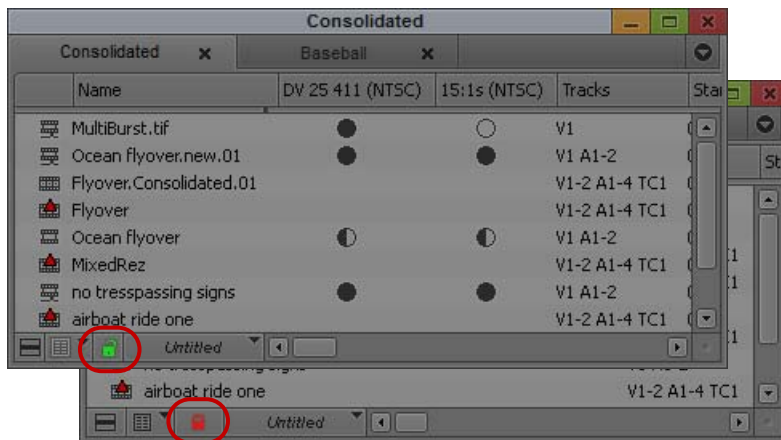 Consolidated
Consolidated Baseball
Name DV 25 411 (NTSC) 15:1s (NTSC) Tracks
MultiBurst.tif V1
Ocean flyover.new.01 V1 A1-2
Flyover.Consolidated.01 V1-2 A1-4 TC1
Flyover V1-2 A1-4 TC1
Ocean flyover V1 A1-2
MixedRez V1-2 A1-4 TC1
no tresspassing signs V1 A1-2
airboat ride one V1-2 A1-4 TC1
Untitled
airboat ride one V1-2 A1-4 TC1
Untitled